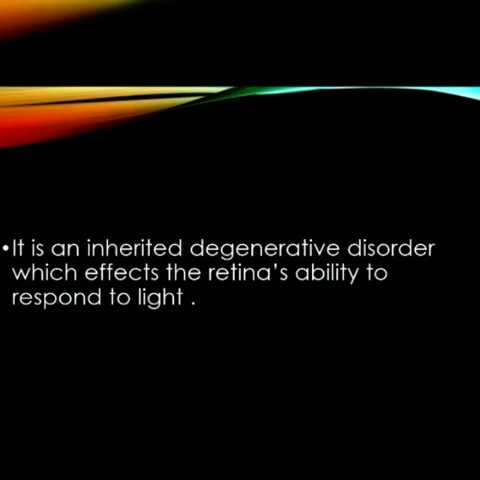 •It is an inherited degenerative disorder
which effects the retina's ability to
respond to light .